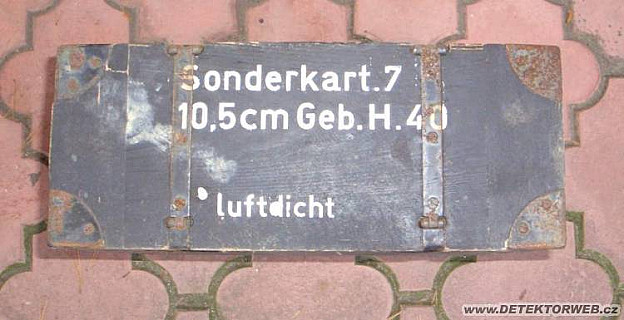 Sonderkart.7
10,5cm Geb.H.40
luftdicht
www.DETEKTORWEB.cz